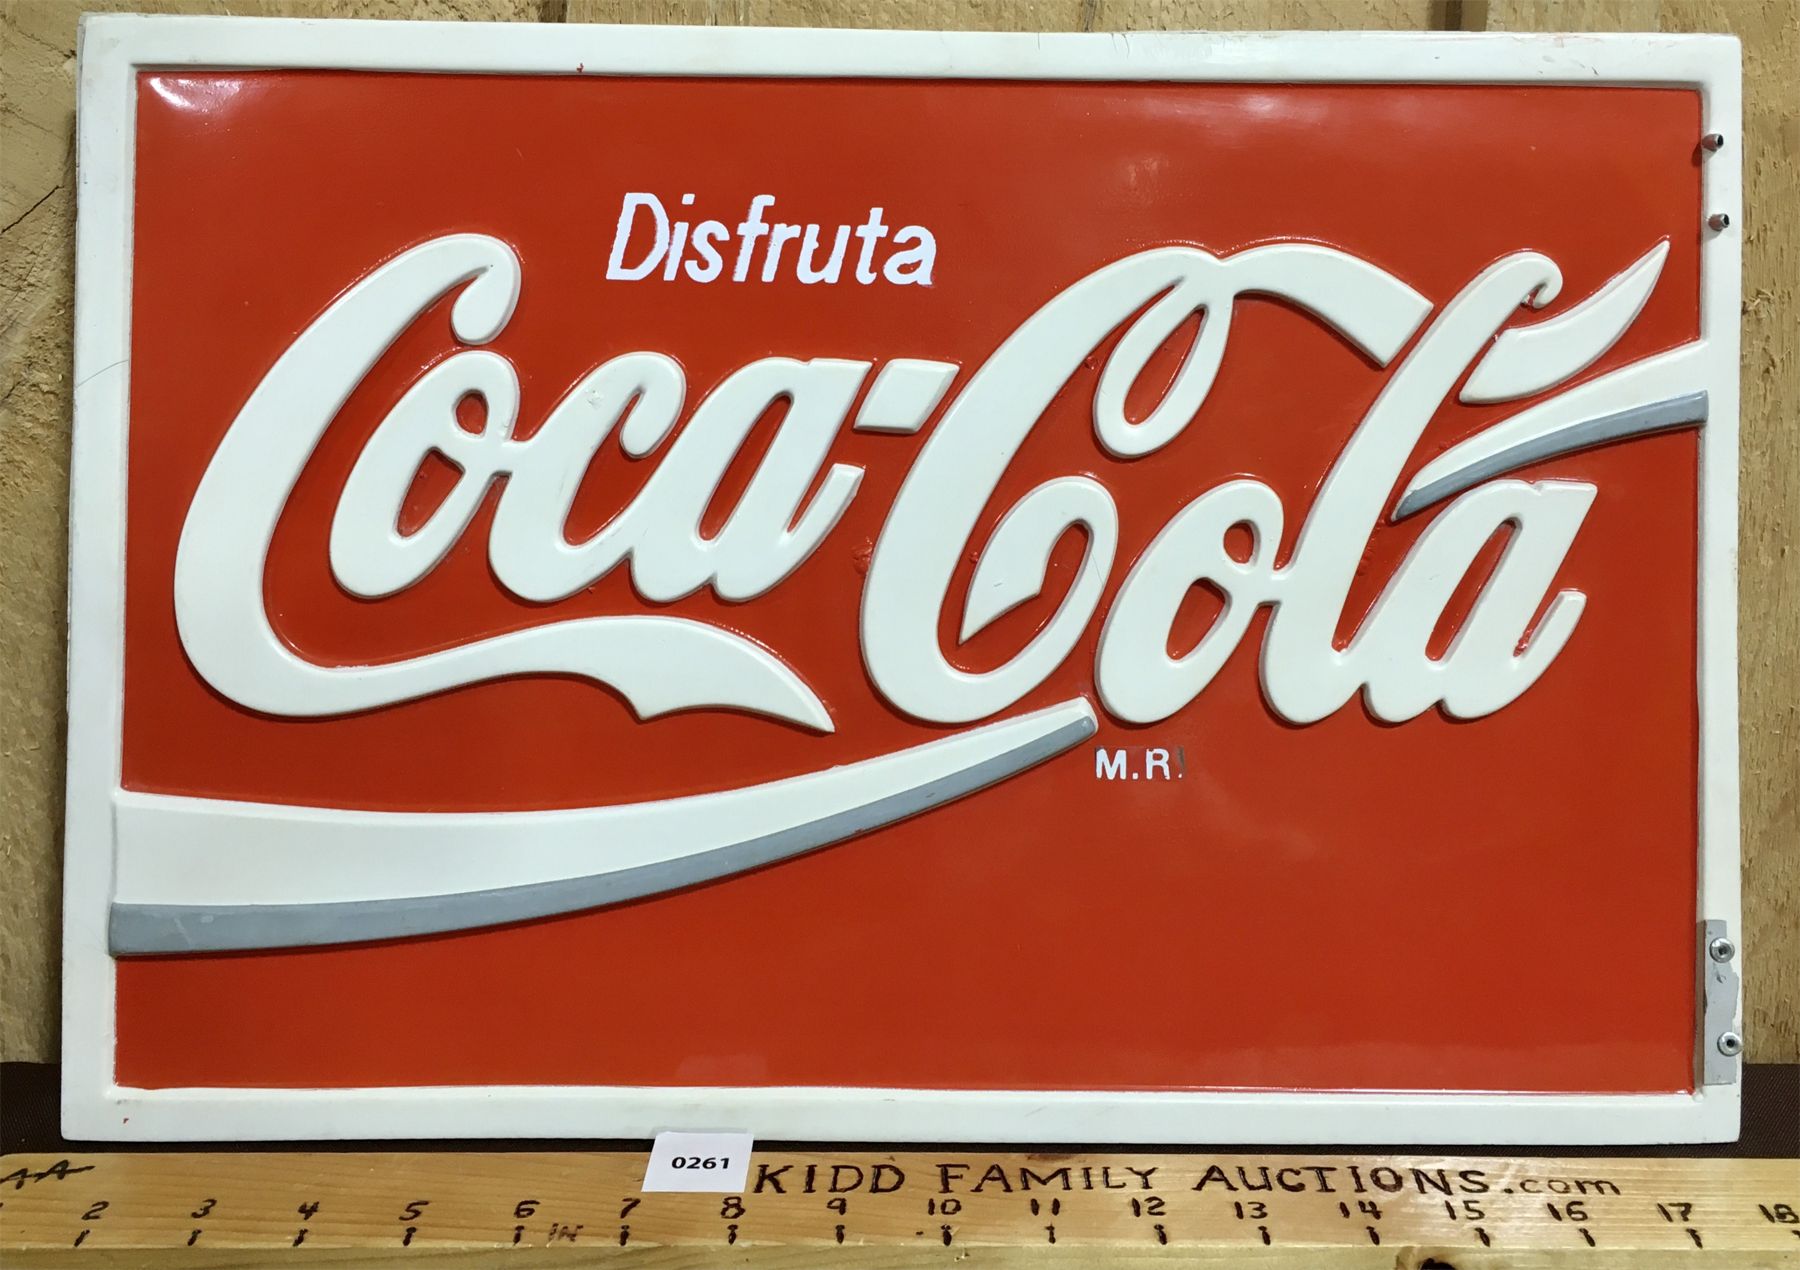 Disfruta
Coca-Cola
M.R.
0261
KIDD FAMILY AUCTIONS.com
2 3 4 5 6 7 8 9 10 11 12 13 14 15 16 17 18
IN